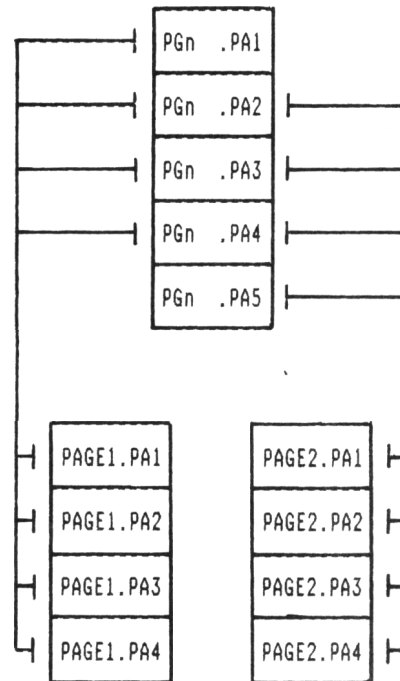 PGn .PA1
PGn .PA2
PGn .PA3
PGn .PA4
PGn .PA5
PAGE1.PA1 PAGE2.PA1
PAGE1.PA2 PAGE2.PA2
PAGE1.PA3 PAGE2.PA3
PAGE1.PA4 PAGE2.PA4